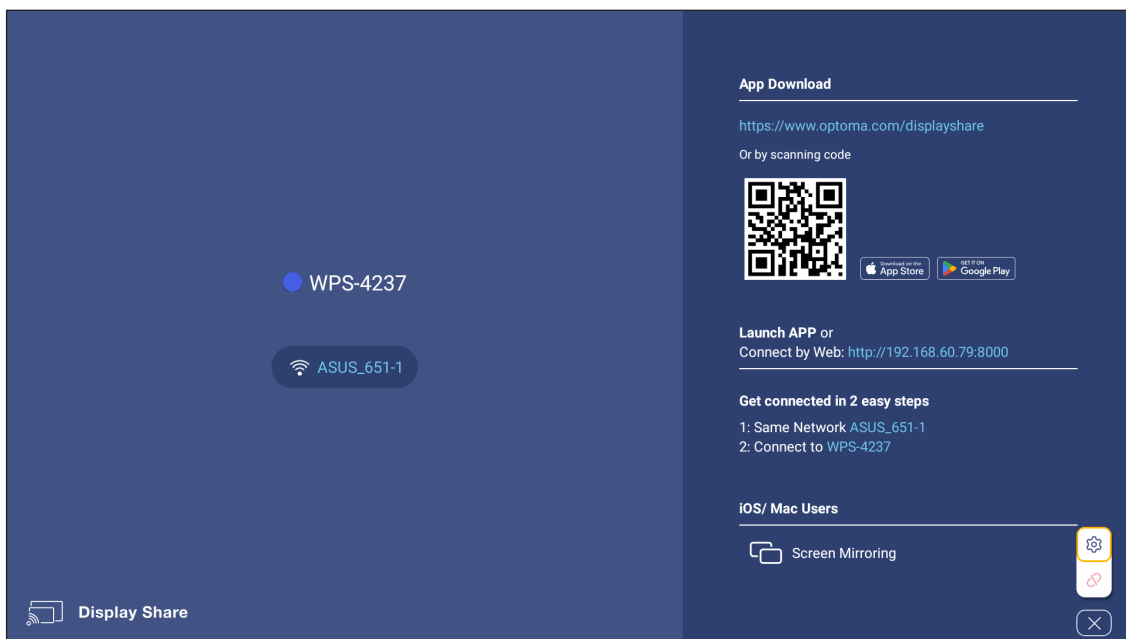 WPS-4237
ASUS_651-1
Display Share
App Download
https://www.optoma.com/displayshare
Or by scanning code
Download on the
App Store
GET IT ON
Google Play
Launch APP or
Connect by Web: http://192.168.60.79:8000
Get connected in 2 easy steps
1: Same Network ASUS_651-1
2: Connect to WPS-4237
iOS/ Mac Users
Screen Mirroring